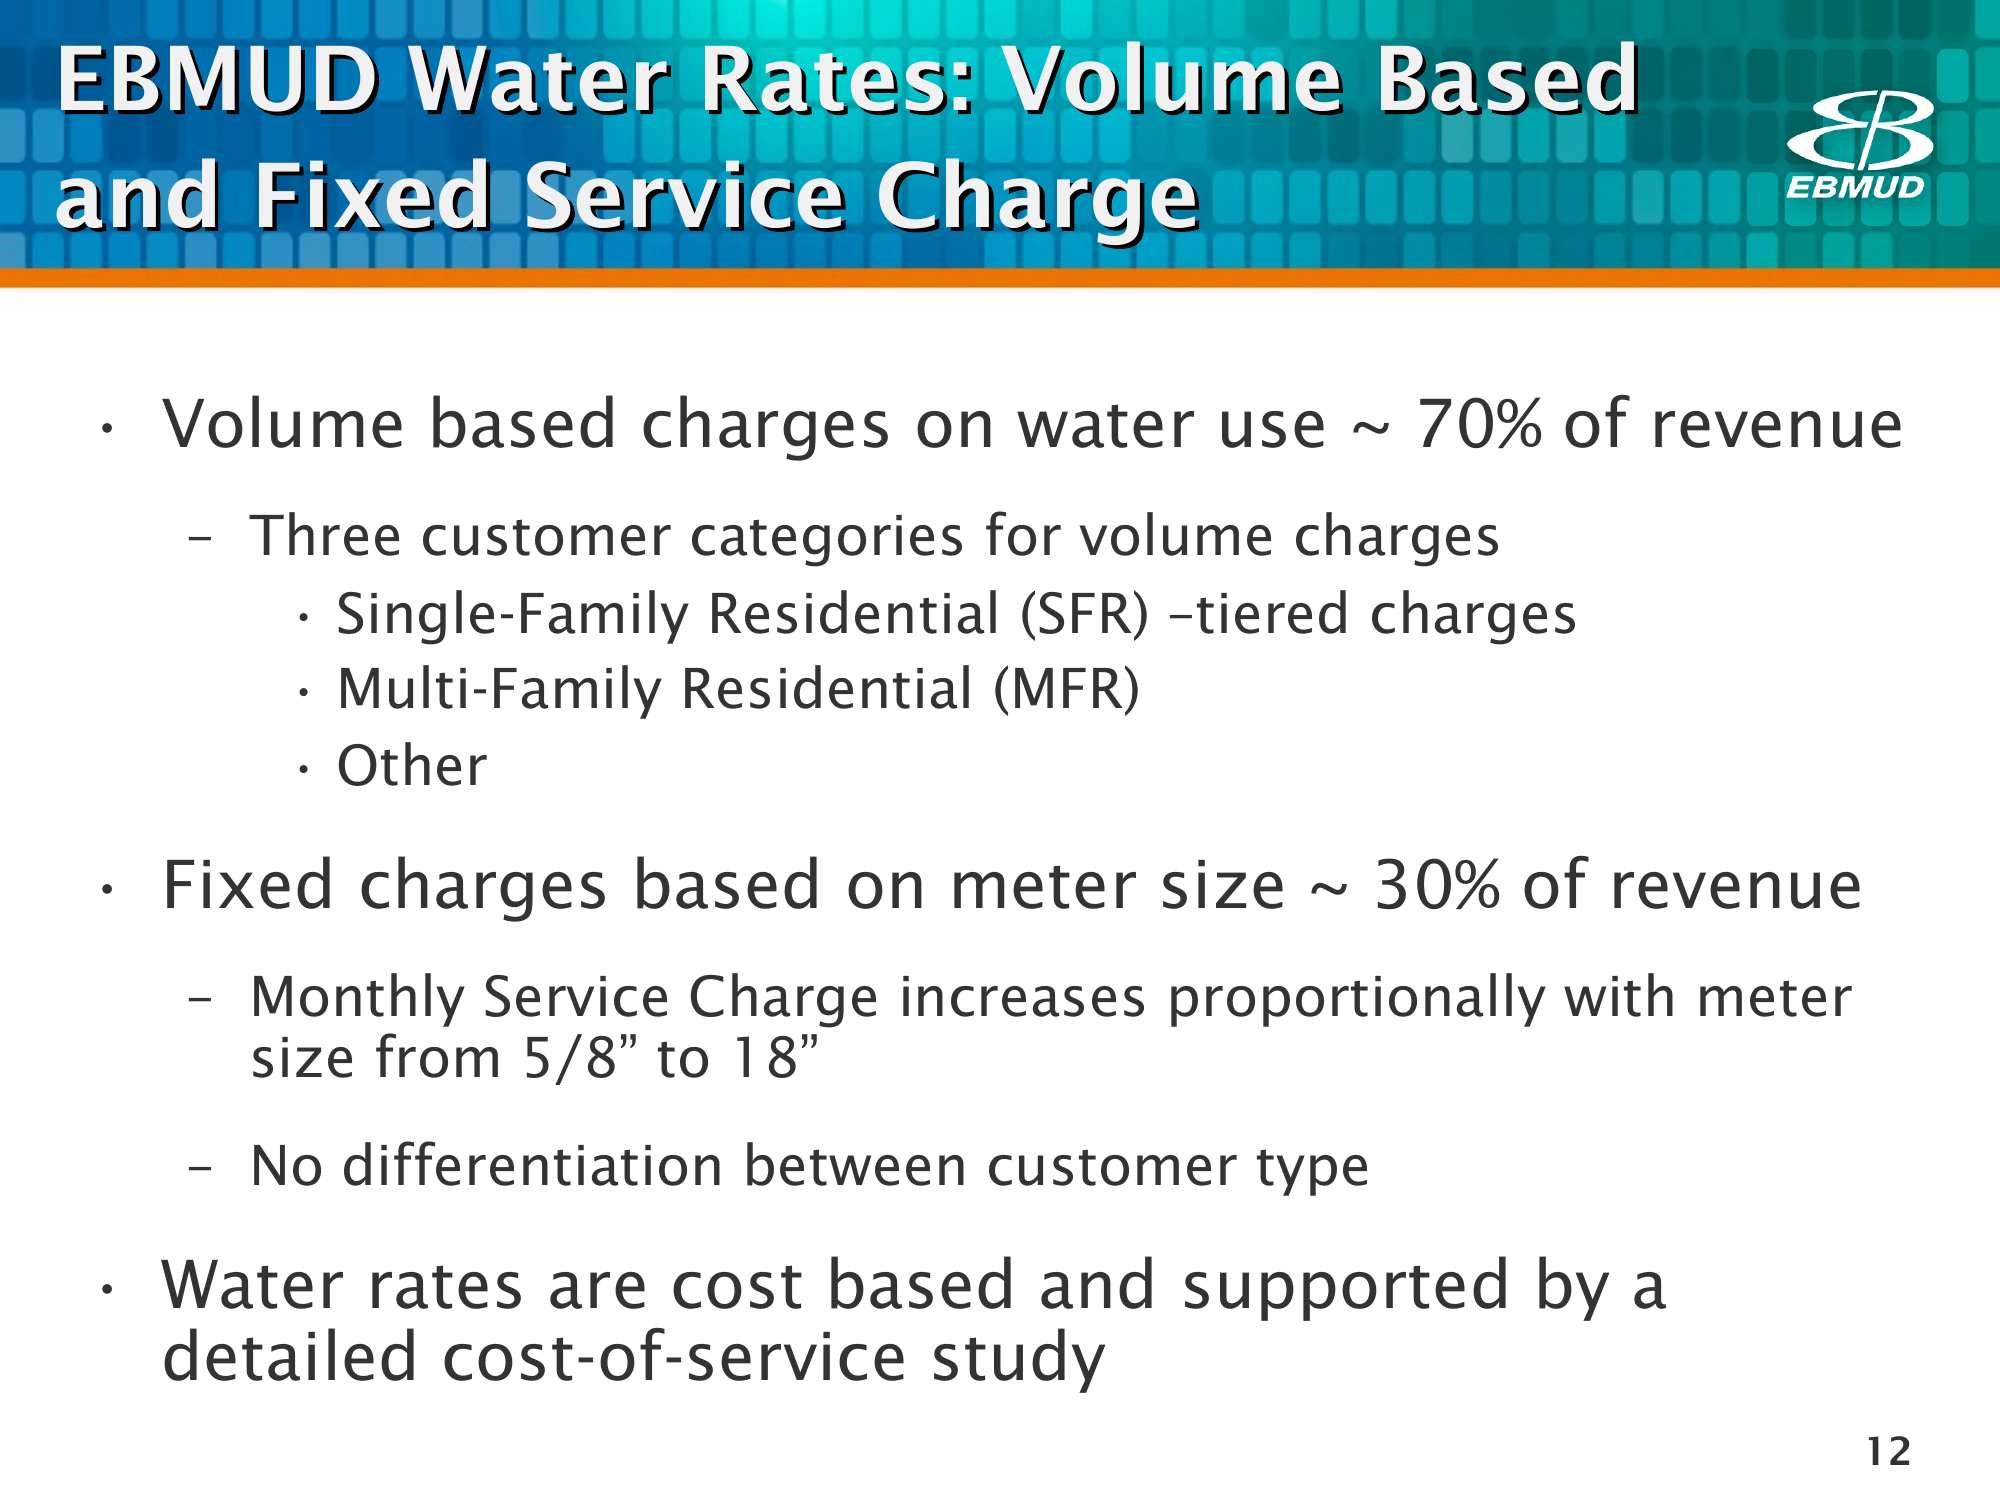 EBMUD Water Rates: Volume Based
and Fixed Service Charge
EBMUD
• Volume based charges on water use ~ 70% of revenue
– Three customer categories for volume charges
• Single-Family Residential (SFR) –tiered charges
• Multi-Family Residential (MFR)
• Other
• Fixed charges based on meter size ~ 30% of revenue
– Monthly Service Charge increases proportionally with meter
size from 5/8” to 18”
– No differentiation between customer type
• Water rates are cost based and supported by a
detailed cost-of-service study
12